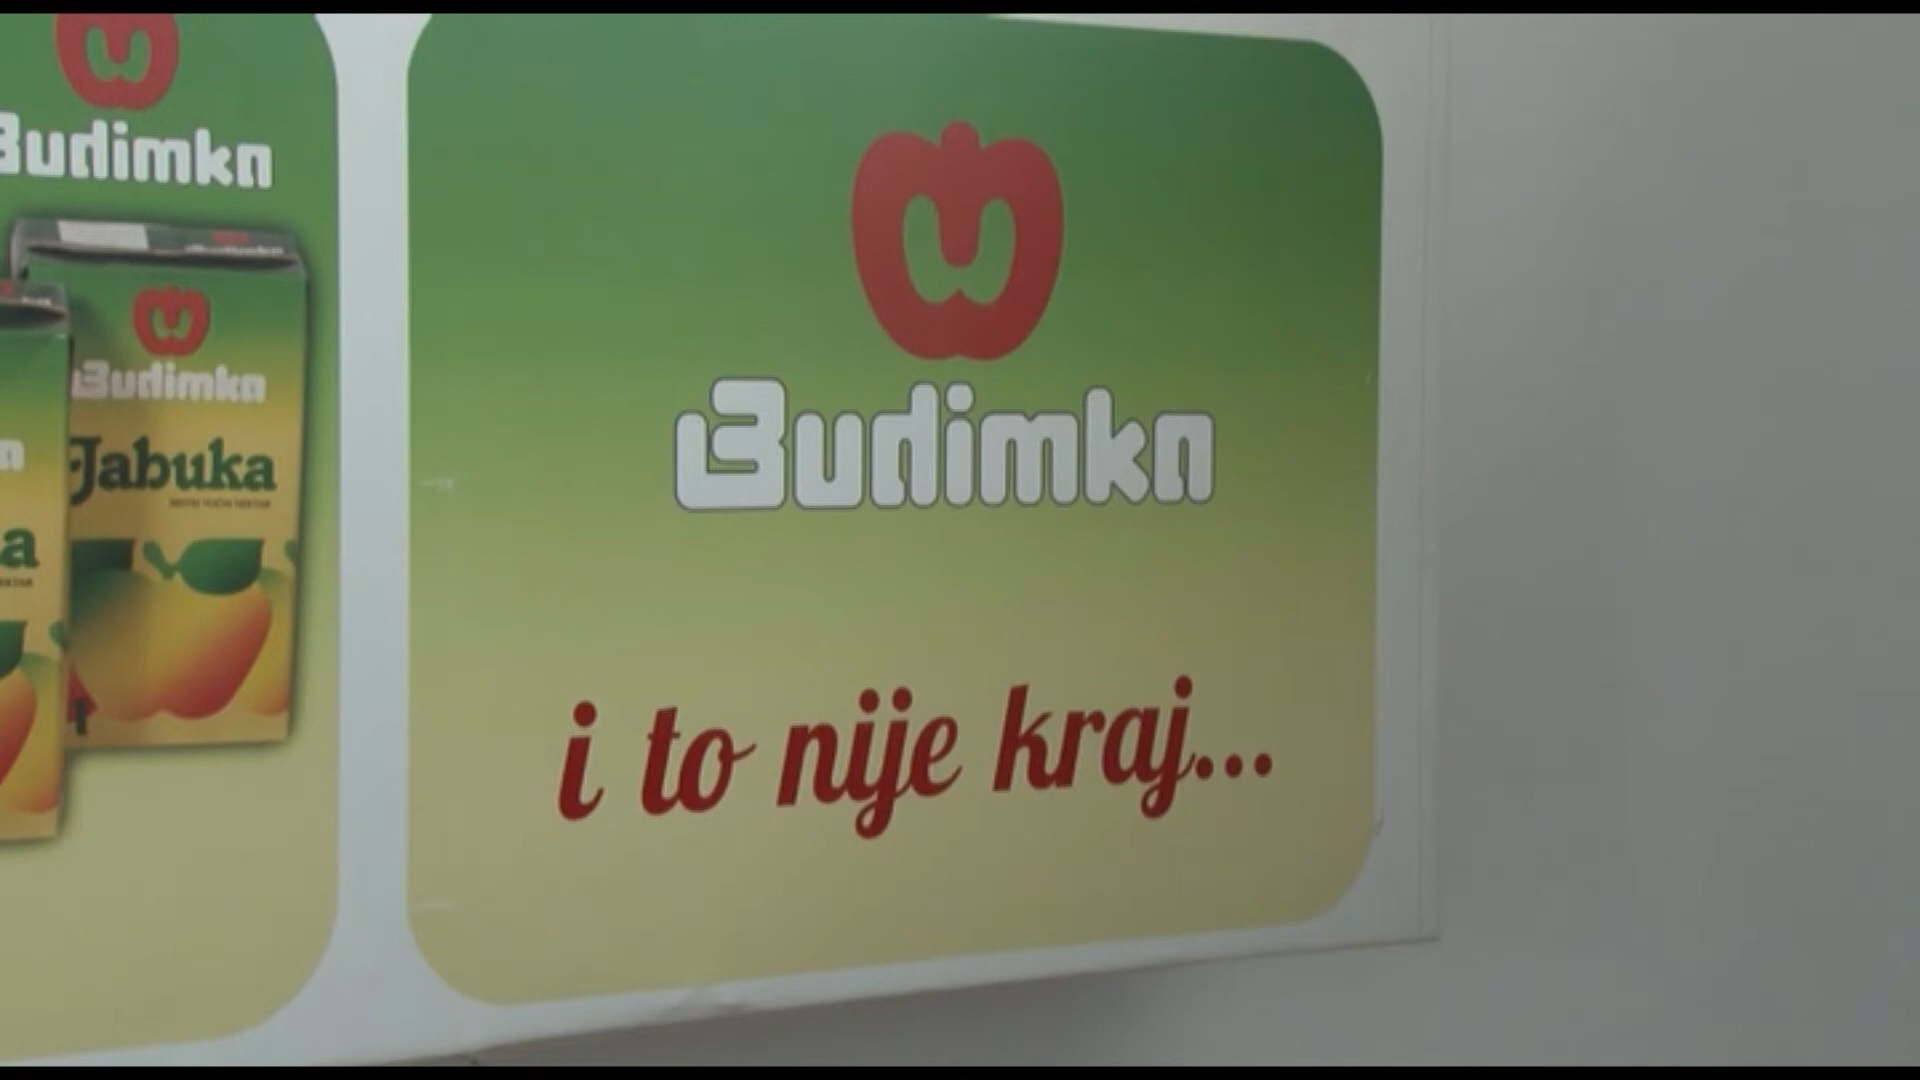 Budimka
Budimka
Jabuka
a
Budimka
i to nije kraj...